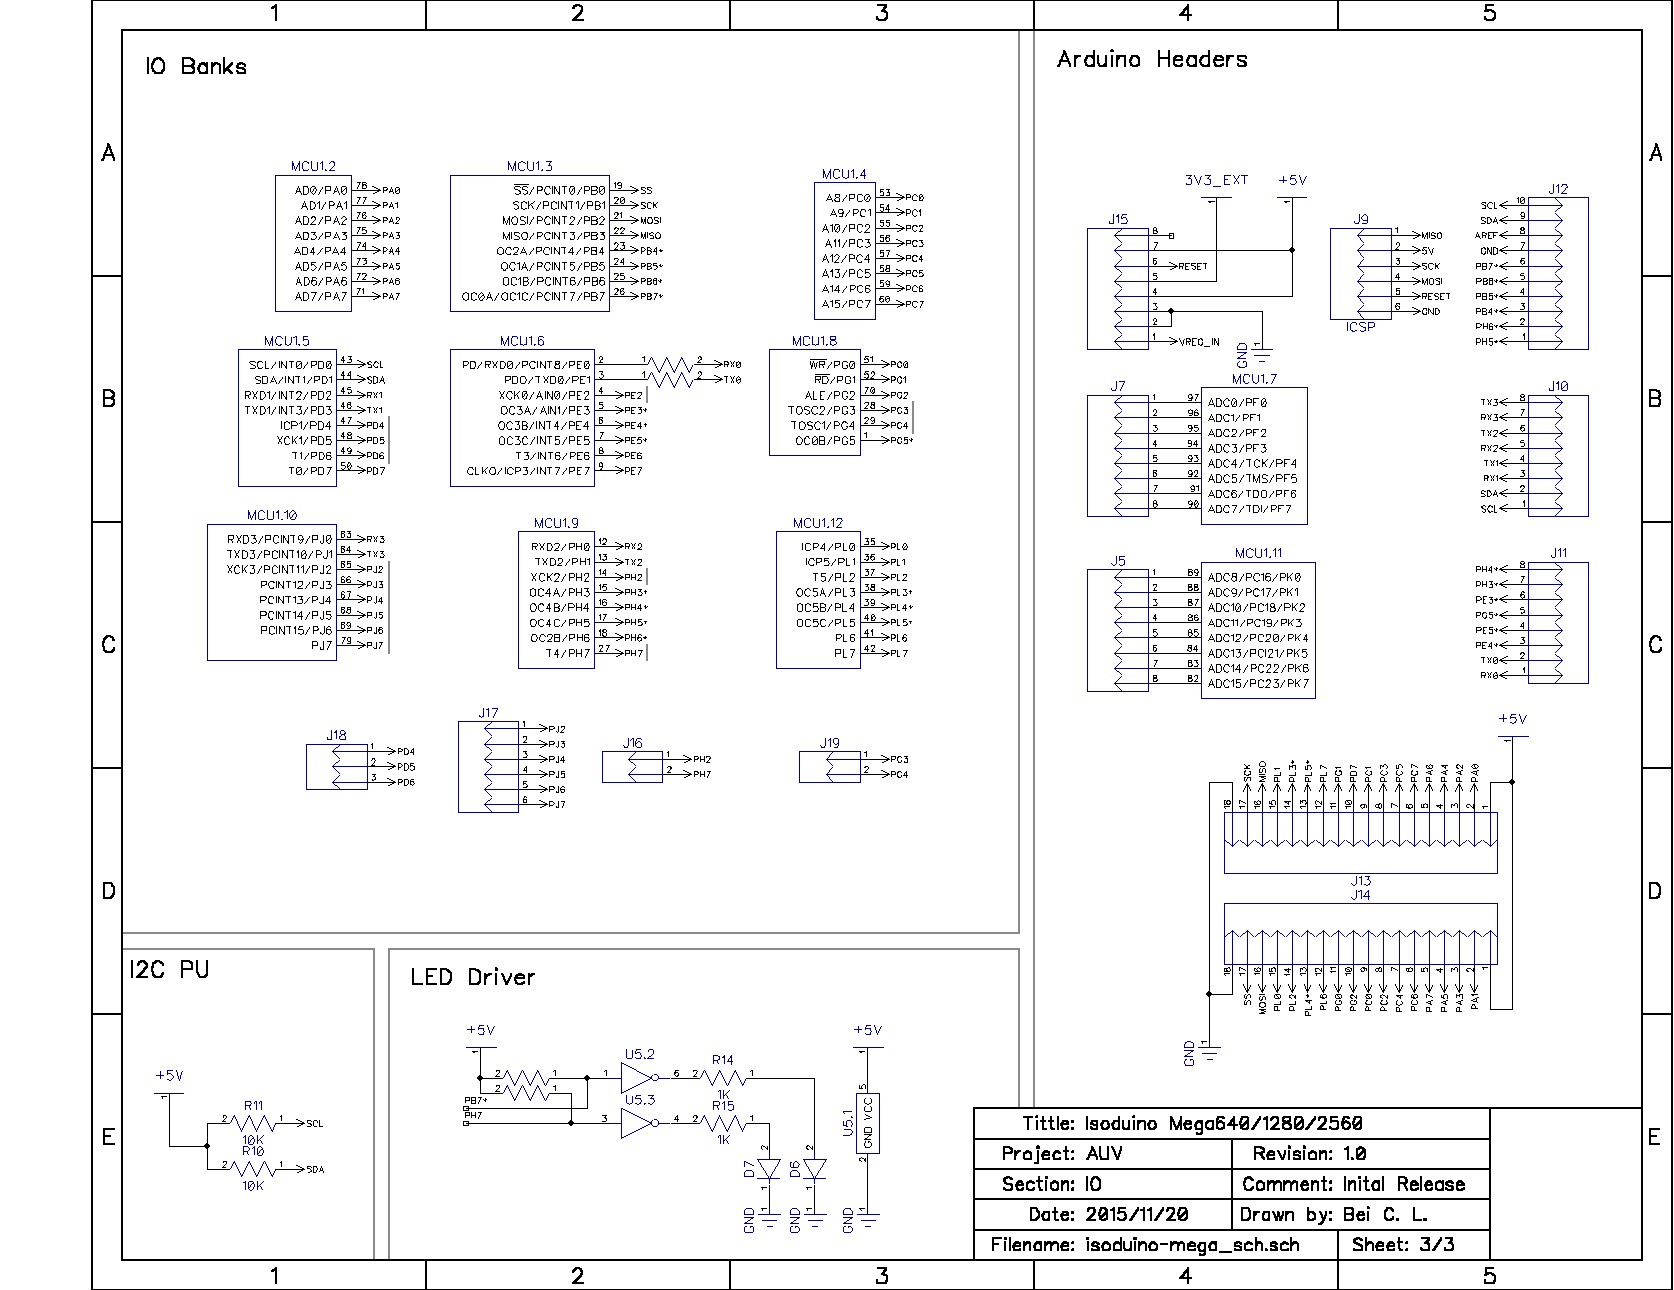 1 2 3 4 5
IO Banks
Arduino Headers
A A
B B
C C
D D
E E
MCU1.2
AD0/PA0 78 PA0
AD1/PA1 77 PA1
AD2/PA2 76 PA2
AD3/PA3 75 PA3
AD4/PA4 74 PA4
AD5/PA5 73 PA5
AD6/PA6 72 PA6
AD7/PA7 71 PA7
MCU1.3
SS/PCINT0/PB0 19 SS
SCK/PCINT1/PB1 20 SCK
MOSI/PCINT2/PB2 21 MOSI
MISO/PCINT3/PB3 22 MISO
OC2A/PCINT4/PB4 23 PB4*
OC1A/PCINT5/PB5 24 PB5*
OC1B/PCINT6/PB6 25 PB6*
OC0A/OC1C/PCINT7/PB7 26 PB7*
MCU1.4
A8/PC0 53 PC0
A9/PC1 54 PC1
A10/PC2 55 PC2
A11/PC3 56 PC3
A12/PC4 57 PC4
A13/PC5 58 PC5
A14/PC6 59 PC6
A15/PC7 60 PC7
MCU1.5
SCL/INT0/PD0 43 SCL
SDA/INT1/PD1 44 SDA
RXD1/INT2/PD2 45 RX1
TXD1/INT3/PD3 46 TX1
ICP1/PD4 47 PD4
XCK1/PD5 48 PD5
T1/PD6 49 PD6
T0/PD7 50 PD7
MCU1.6
PD/RXD0/PCINT8/PE0 2 1 2 RX0
PDO/TXD0/PE1 3 1 2 TX0
XCK0/AIN0/PE2 4 PE2
OC3A/AIN1/PE3 5 PE3*
OC3B/INT4/PE4 6 PE4*
OC3C/INT5/PE5 7 PE5*
T3/INT6/PE6 8 PE6
CLKO/ICP3/INT7/PE7 9 PE7
MCU1.8
WR/PG0 51 PG0
RD/PG1 52 PG1
ALE/PG2 70 PG2
TOSC2/PG3 28 PG3
TOSC1/PG4 29 PG4
OC0B/PG5 1 PG5*
MCU1.10
RXD3/PCINT9/PJ0 63 RX3
TXD3/PCINT10/PJ1 64 TX3
XCK3/PCINT11/PJ2 65 PJ2
PCINT12/PJ3 66 PJ3
PCINT13/PJ4 67 PJ4
PCINT14/PJ5 68 PJ5
PCINT15/PJ6 69 PJ6
PJ7 79 PJ7
MCU1.9
RXD2/PH0 12 RX2
TXD2/PH1 13 TX2
XCK2/PH2 14 PH2
OC4A/PH3 15 PH3*
OC4B/PH4 16 PH4*
OC4C/PH5 17 PH5*
OC2B/PH6 18 PH6*
T4/PH7 27 PH7
MCU1.12
ICP4/PL0 35 PL0
ICP5/PL1 36 PL1
T5/PL2 37 PL2
OC5A/PL3 38 PL3*
OC5B/PL4 39 PL4*
OC5C/PL5 40 PL5*
PL6 41 PL6
PL7 42 PL7
J18
1 PD4
2 PD5
3 PD6
J17
1 PJ2
2 PJ3
3 PJ4
4 PJ5
5 PJ6
6 PJ7
J16
1 PH2
2 PH7
J19
1 PC3
2 PC4
3V3_EXT +5V
1 1
J15
8
7
6 RESET
5
4
3
2
1 VREG_IN
1
GND
J9
1 MISO
2 5V
3 SCK
4 MOSI
5 RESET
6 GND
ICSP
J12
SCL 10
SDA 9
AREF 8
GND 7
PB7* 6
PB6* 5
PB5* 4
PB4* 3
PH6* 2
PH5* 1
J7 MCU1.7
1 97 ADC0/PF0
2 96 ADC1/PF1
3 95 ADC2/PF2
4 94 ADC3/PF3
5 93 ADC4/TCK/PF4
6 92 ADC5/TMS/PF5
7 91 ADC6/TDO/PF6
8 90 ADC7/TDI/PF7
J10
TX3 8
RX3 7
TX2 6
RX2 5
TX1 4
RX1 3
SDA 2
SCL 1
J5 MCU1.11
1 89 ADC8/PC16/PK0
2 88 ADC9/PC17/PK1
3 87 ADC10/PC18/PK2
4 86 ADC11/PC19/PK3
5 85 ADC12/PC20/PK4
6 84 ADC13/PCI21/PK5
7 83 ADC14/PC22/PK6
8 82 ADC15/PC23/PK7
J11
PH4* 8
PH3* 7
PE3* 6
PG5* 5
PE5* 4
PE4* 3
TX0 2
RX0 1
+5V
1
SCK MISO PL1 PL3* PL5* PL7 PG1 PD7 PC1 PC3 PC5 PC7 PA6 PA4 PA2 PA0
18 17 16 15 14 13 12 11 10 9 8 7 6 5 4 3 2 1
J13
J14
18 17 16 15 14 13 12 11 10 9 8 7 6 5 4 3 2 1
SS MOSI PL0 PL2 PL4* PL6 PG0 PG2 PC0 PC2 PC4 PC6 PA7 PA5 PA3 PA1
GND 1
I2C PU
+5V
1
R11
2 1 SCL
10K
R10
2 1 SDA
10K
LED Driver
+5V
1
2 1
2 1
PB7*
PH7
U5.2
1 6
U5.3
3 4
R14
2 1
1K
R15
2 1
1K
D7 2 1
D6 2 1
GND GND GND
+5V
1
5
U5.1
GND VCC
2
1
Tittle: Isoduino Mega640/1280/2560
Project: AUV Revision: 1.0
Section: IO Comment: Inital Release
Date: 2015/11/20 Drawn by: Bei C. L.
Filename: isoduino-mega_sch.sch Sheet: 3/3
1 2 3 4 5